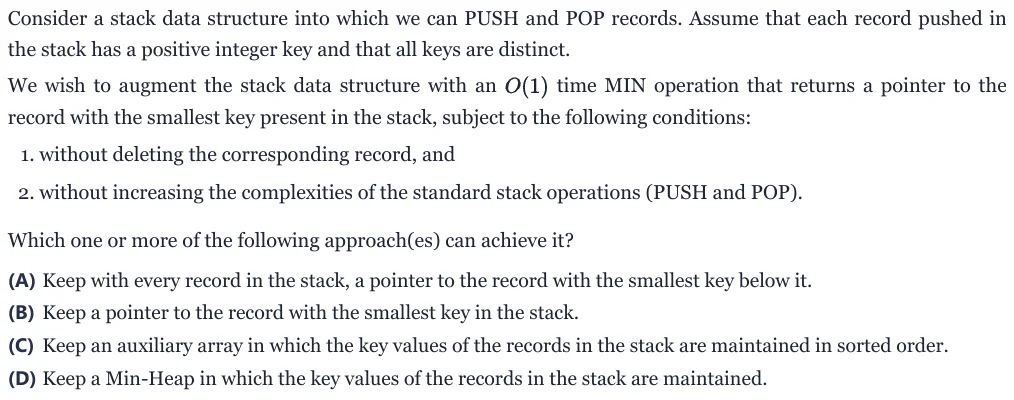 Consider a stack data structure into which we can PUSH and POP records. Assume that each record pushed in
the stack has a positive integer key and that all keys are distinct.
We wish to augment the stack data structure with an O(1) time MIN operation that returns a pointer to the
record with the smallest key present in the stack, subject to the following conditions:
1. without deleting the corresponding record, and
2. without increasing the complexities of the standard stack operations (PUSH and POP).
Which one or more of the following approach(es) can achieve it?
(A) Keep with every record in the stack, a pointer to the record with the smallest key below it.
(B) Keep a pointer to the record with the smallest key in the stack.
(C) Keep an auxiliary array in which the key values of the records in the stack are maintained in sorted order.
(D) Keep a Min-Heap in which the key values of the records in the stack are maintained.